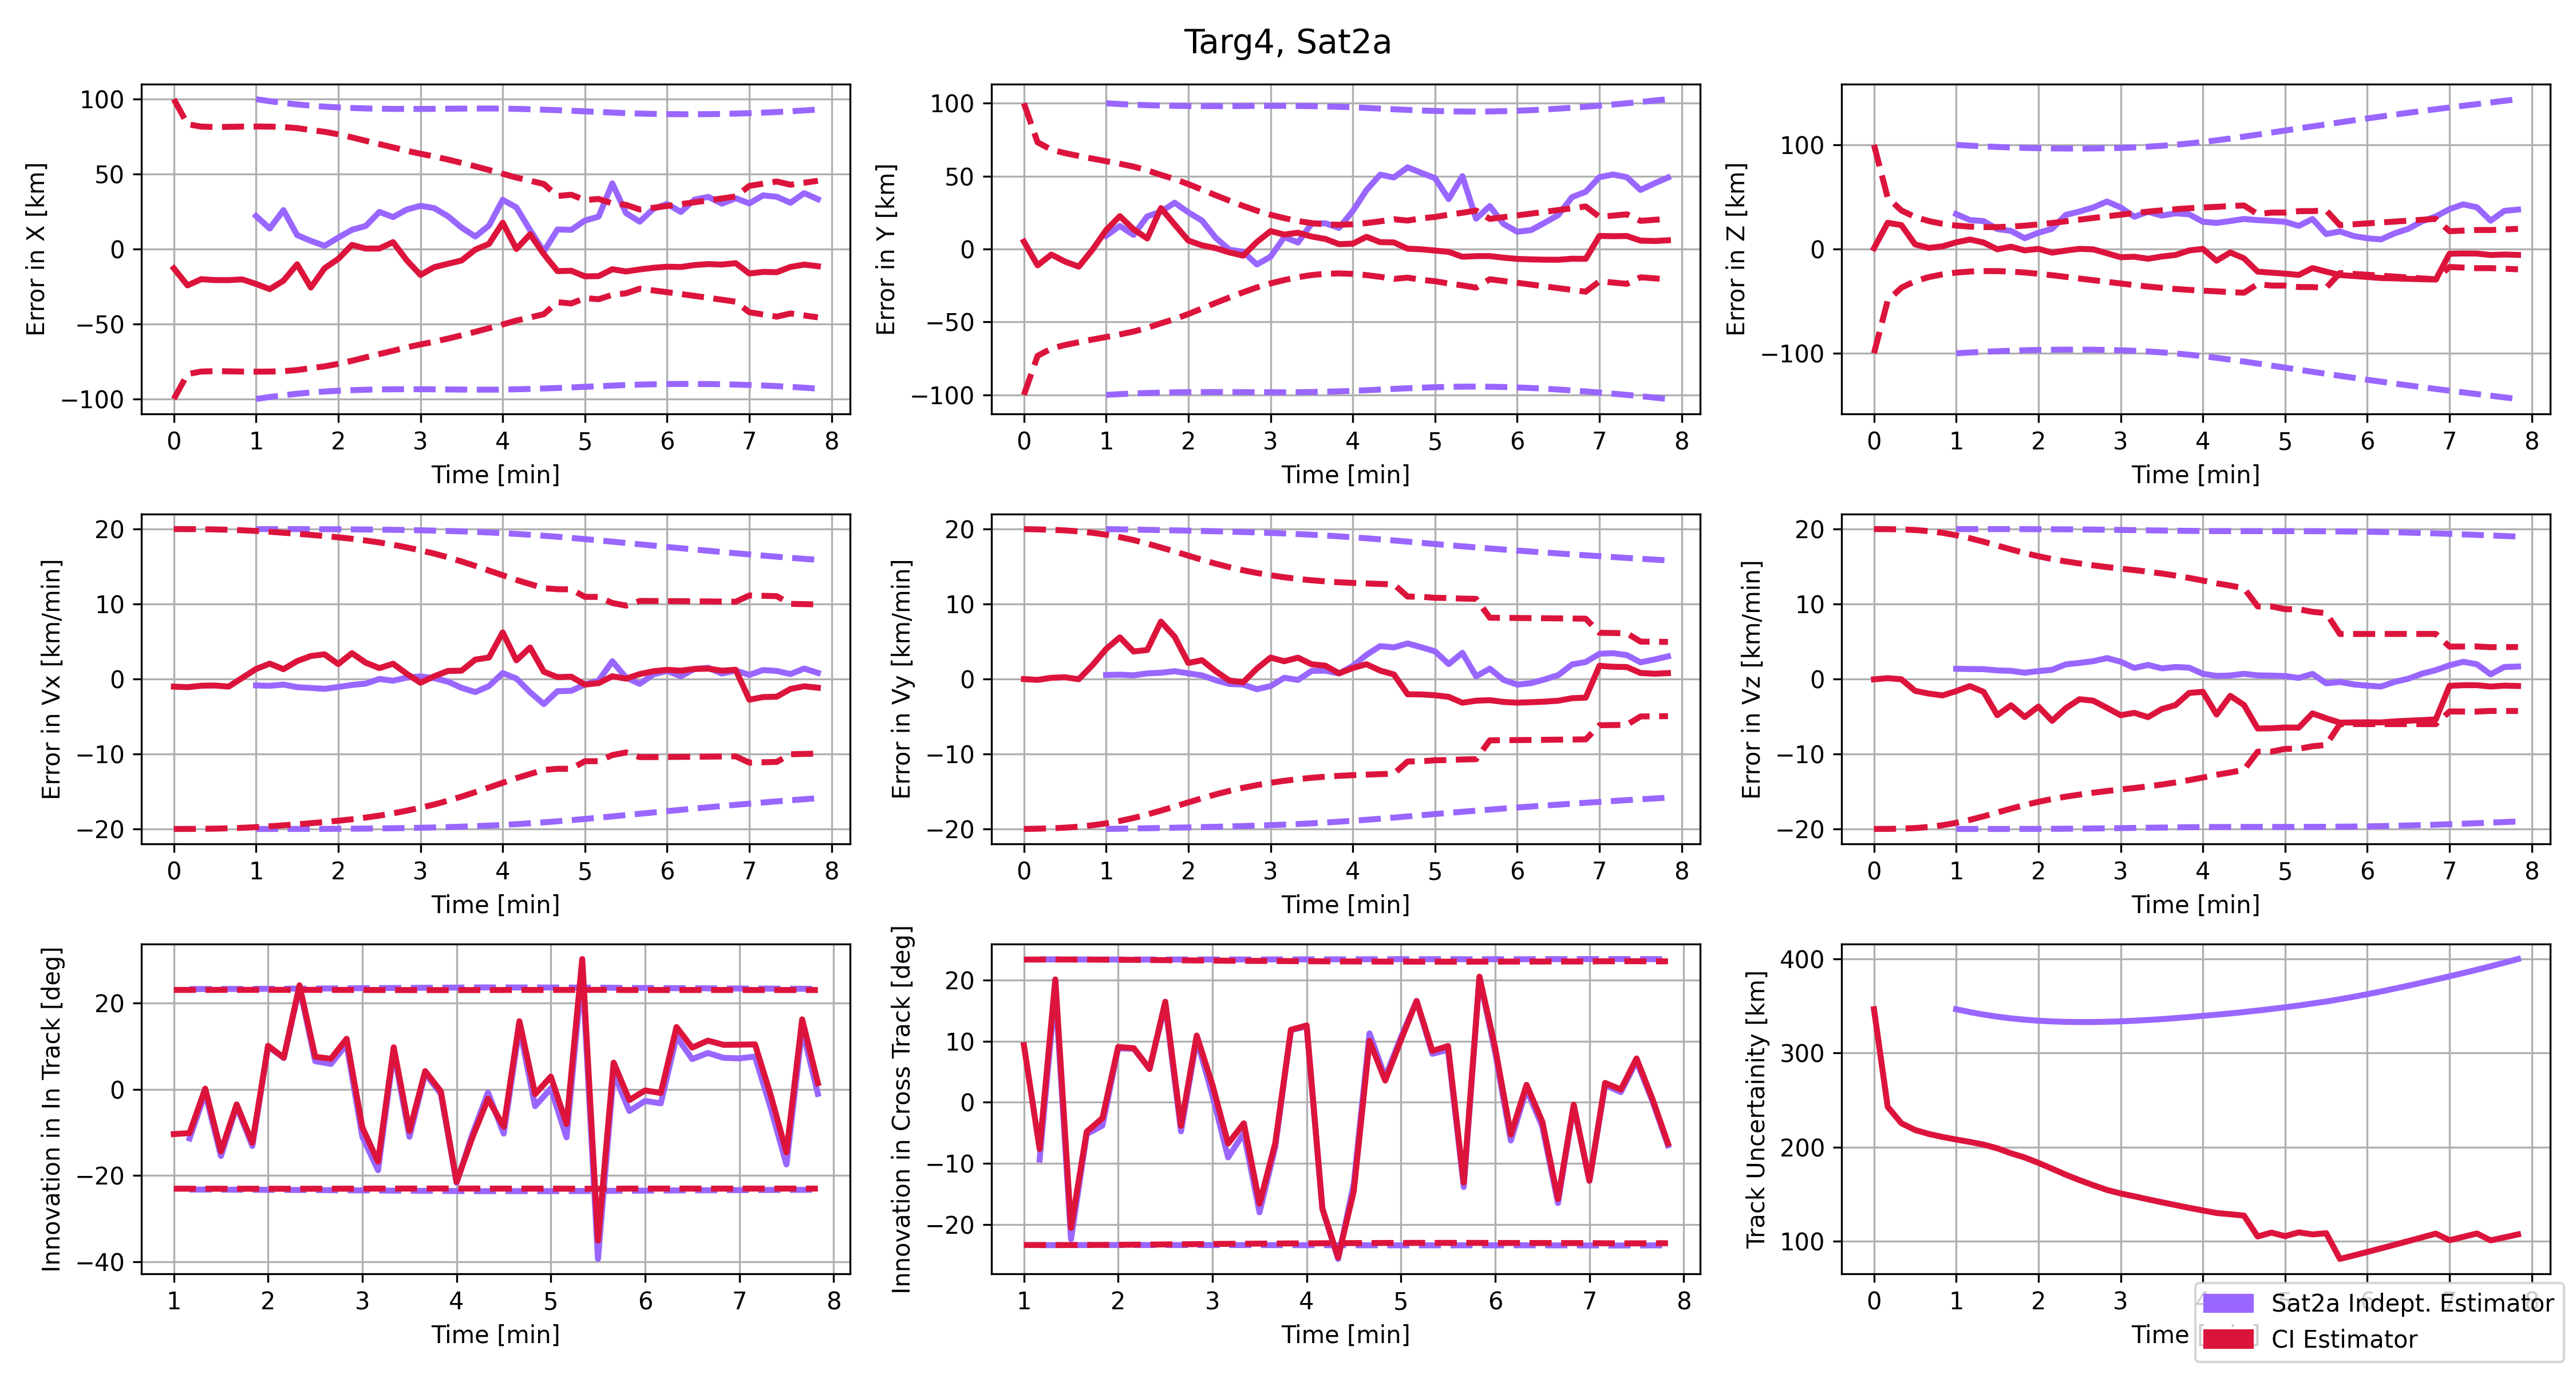 Targ4, Sat2a
Error in X [km]
100
50
0
−50
−100
0 1 2 3 4 5 6 7 8
Time [min]
Error in Y [km]
100
50
0
−50
−100
0 1 2 3 4 5 6 7 8
Time [min]
Error in Z [km]
100
0
−100
0 1 2 3 4 5 6 7 8
Time [min]
Error in Vx [km/min]
20
10
0
−10
−20
0 1 2 3 4 5 6 7 8
Time [min]
Error in Vy [km/min]
20
10
0
−10
−20
0 1 2 3 4 5 6 7 8
Time [min]
Error in Vz [km/min]
20
10
0
−10
−20
0 1 2 3 4 5 6 7 8
Time [min]
Innovation in In Track [deg]
20
0
−20
−40
1 2 3 4 5 6 7 8
Time [min]
Innovation in Cross Track [deg]
20
10
0
−10
−20
1 2 3 4 5 6 7 8
Time [min]
Track Uncertainity [km]
400
300
200
100
0 1 2 3
Time
Sat2a Indept. Estimator
CI Estimator